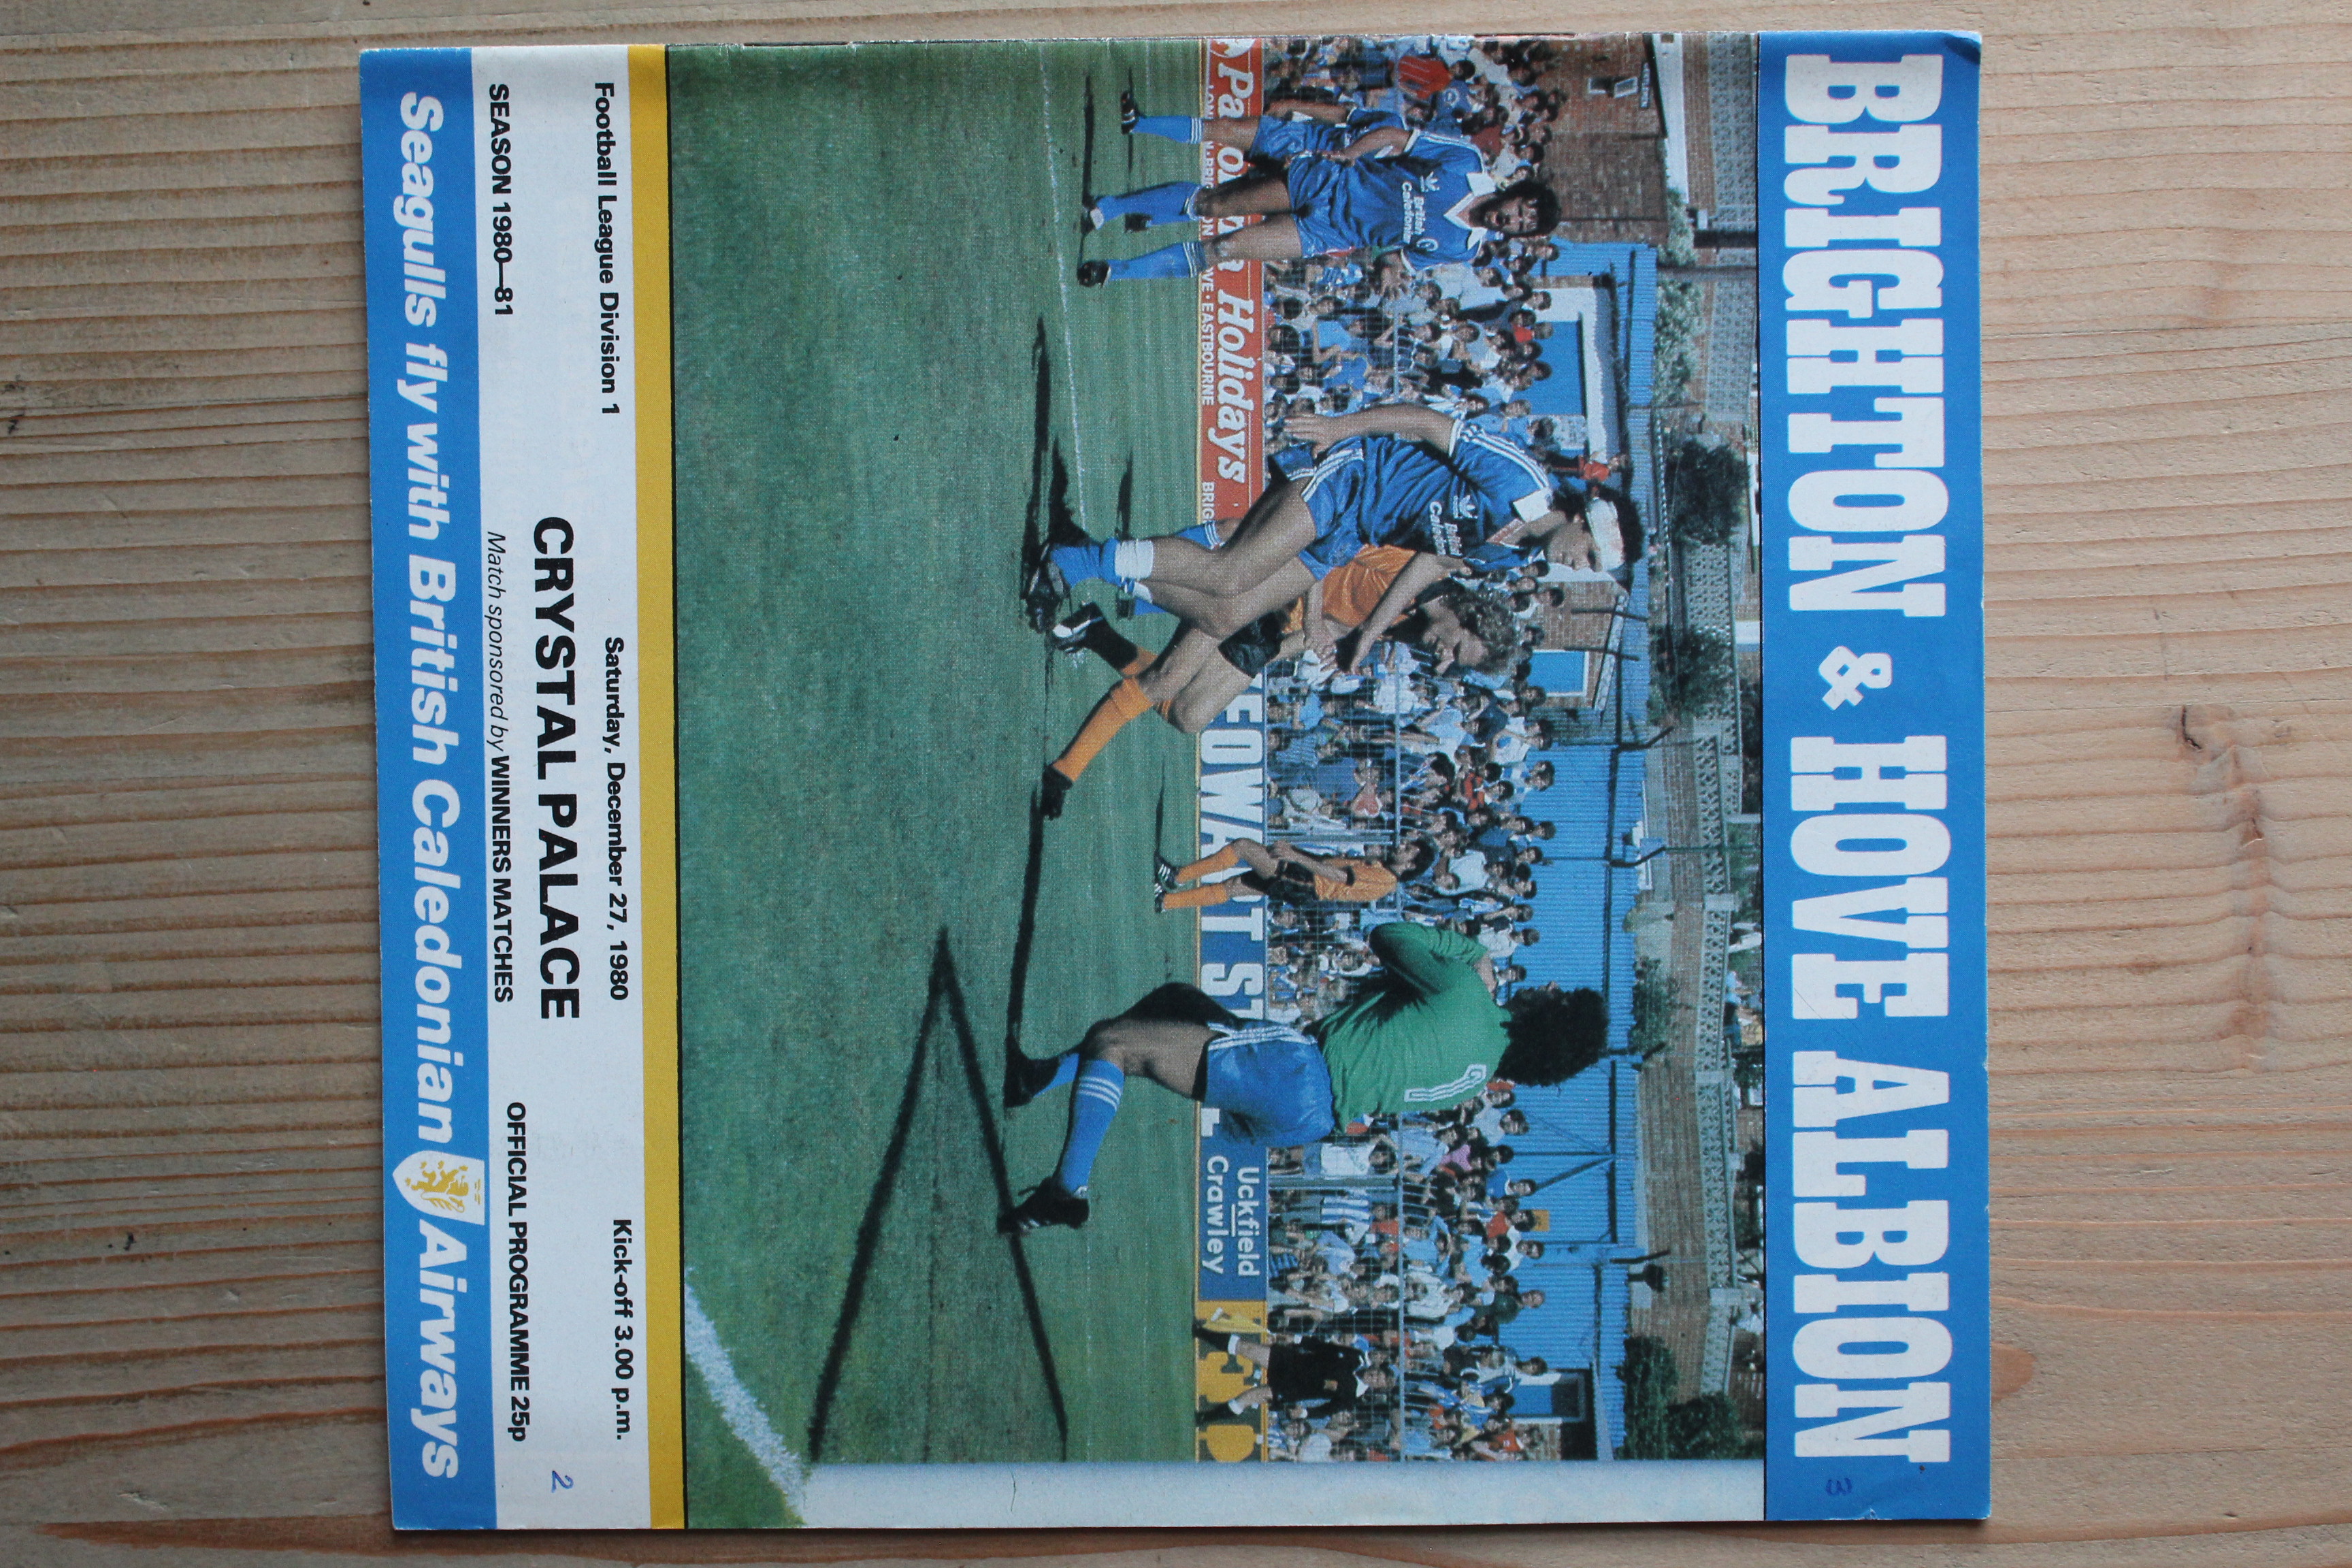 BRIGHTON & HOVE ALBION
3
British
Caledonian
Holidays
BRIG
EASTBOURNE
Uckfield
Crawley
1
Football League Division 1
Saturday, December 27, 1980
Kick-off 3.00 p.m.
CRYSTAL PALACE
2
SEASON 1980—81
Match sponsored by WINNERS MATCHES
OFFICIAL PROGRAMME 25p
Seagulls fly with British Caledonian Airways